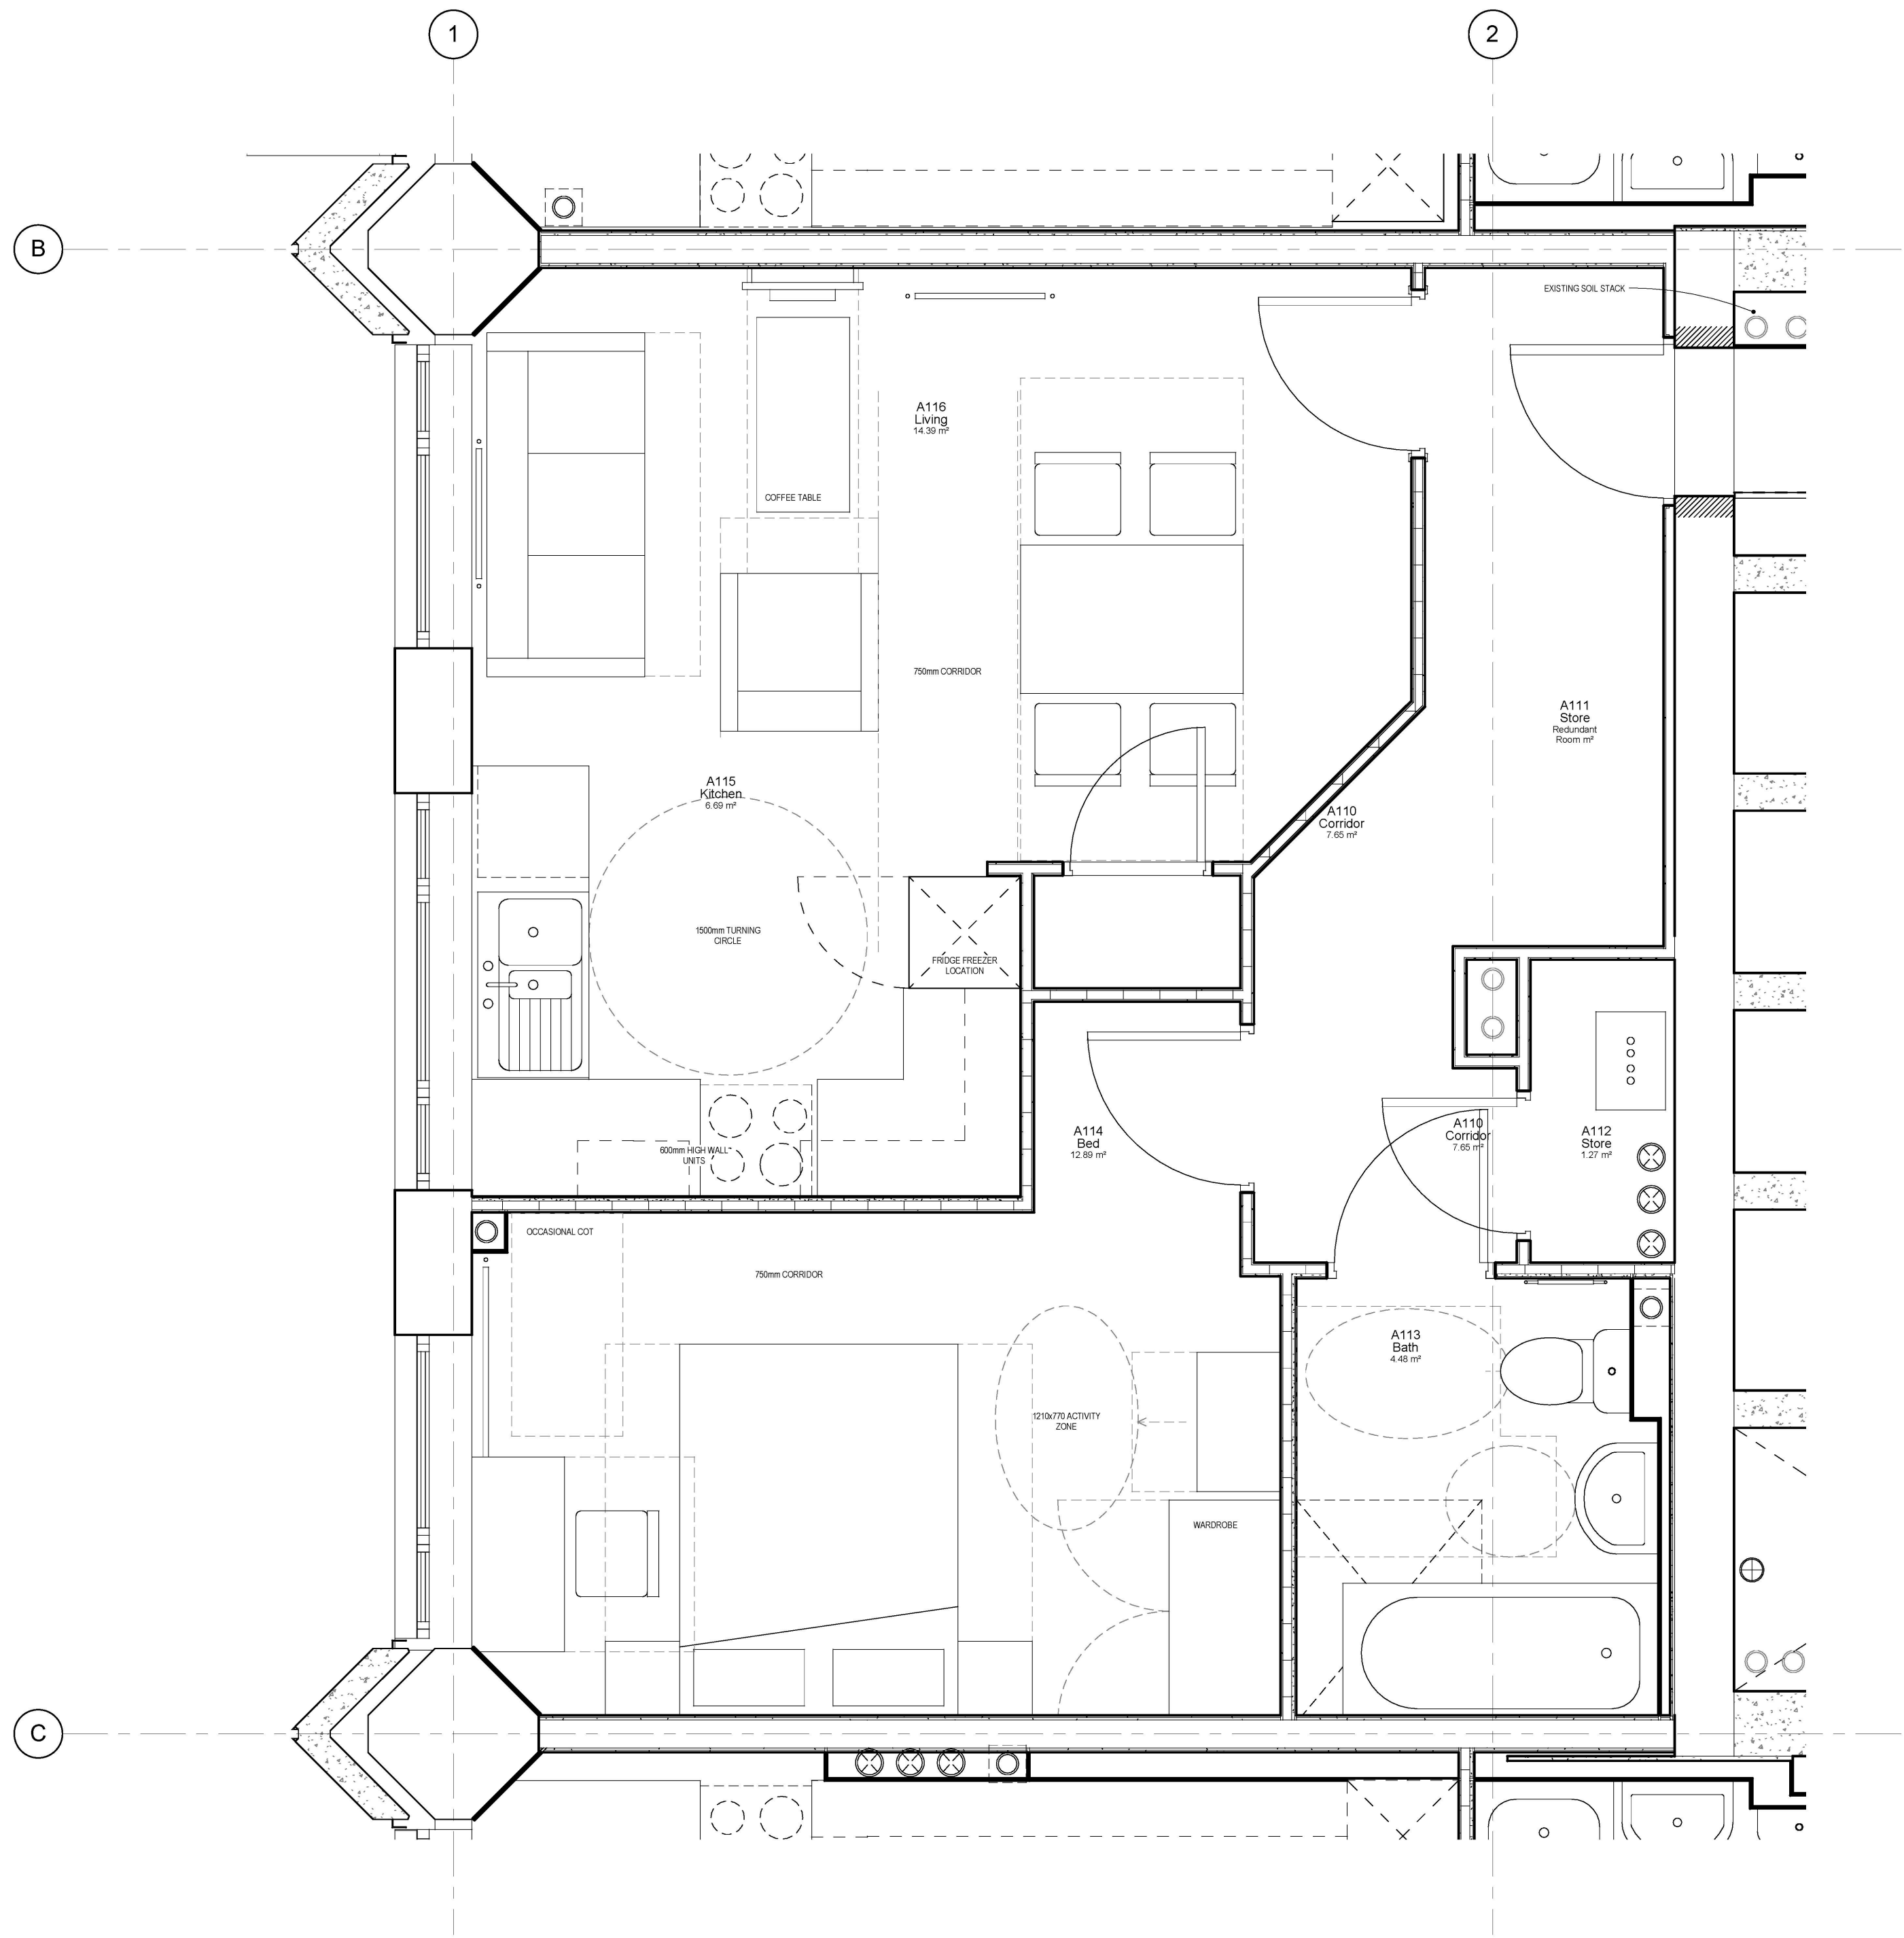 1
2
B
EXISTING SOIL STACK
A116
Living
14.39 m²
COFFEE TABLE
750mm CORRIDOR
A111
Store
Redundant
Room m²
A115
Kitchen
6.69 m²
A110
Corridor
7.65 m²
1500mm TURNING
CIRCLE
FRIDGE FREEZER
LOCATION
A114
Bed
12.89 m²
A110
Corridor
7.65 m²
A112
Store
1.27 m²
600mm HIGH WALL
UNITS
OCCASIONAL COT
750mm CORRIDOR
A113
Bath
4.48 m²
1210x770 ACTIVITY
ZONE
WARDROBE
C